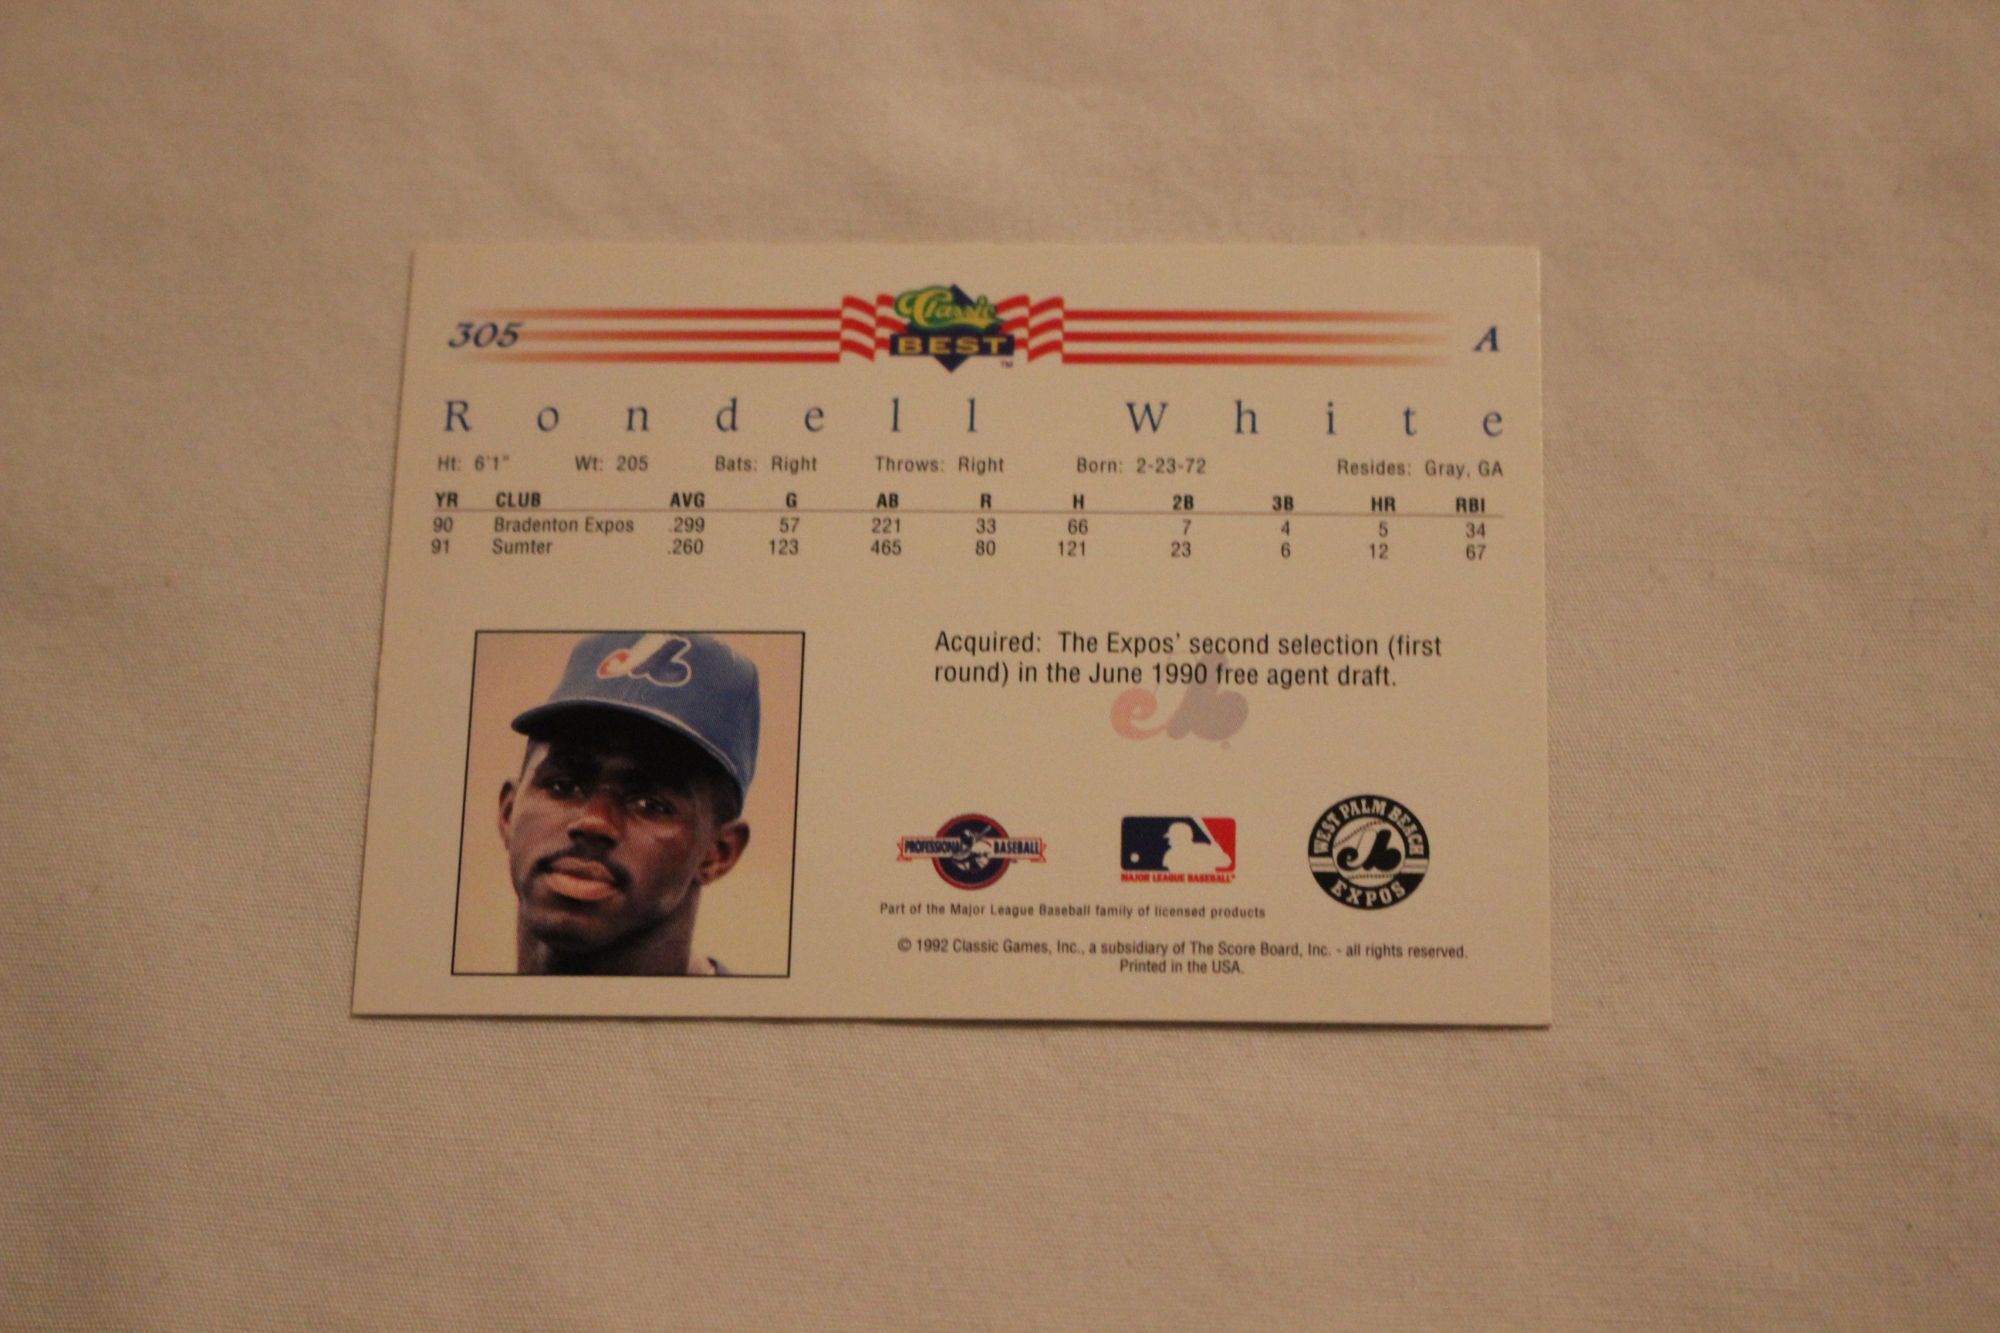 305 Classic BEST™ A
Rondell White
Ht: 6'1" Wt: 205 Bats: Right Throws: Right Born: 2-23-72 Resides: Gray, GA
YR CLUB AVG G AB R H 2B 3B HR RBI
90 Bradenton Expos .299 57 221 33 66 7 4 5 34
91 Sumter .260 123 465 80 121 23 6 12 67
Acquired: The Expos' second selection (first
round) in the June 1990 free agent draft.
PROFESSIONAL BASEBALL
MAJOR LEAGUE BASEBALL
WEST PALM BEACH
EXPOS
Part of the Major League Baseball family of licensed products
© 1992 Classic Games, Inc., a subsidiary of The Score Board, Inc. - all rights reserved.
Printed in the USA.